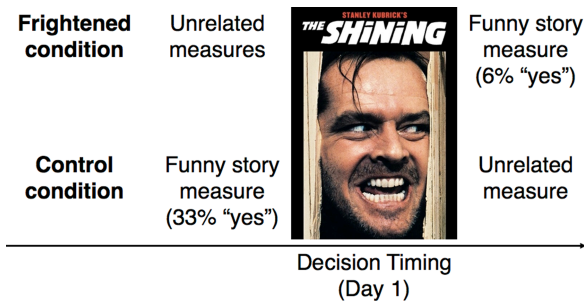 Frightened
condition
Unrelated
measures
STANLEY KUBRICK'S
THE SHiNiNG
Funny story
measure
(6% “yes”)
Control
condition
Funny story
measure
(33% “yes”)
Unrelated
measure
Decision Timing
(Day 1)